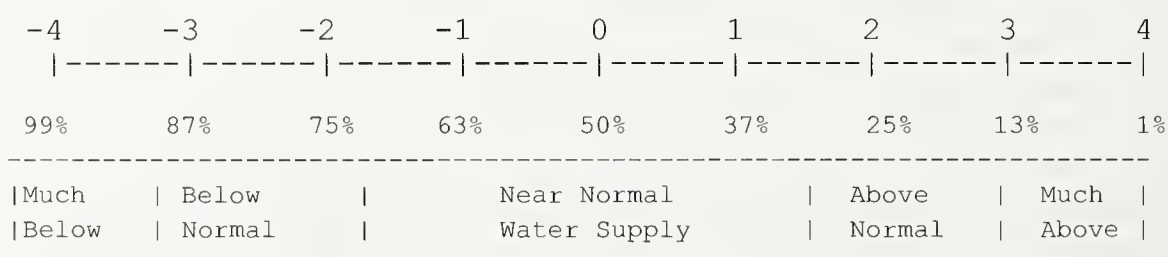 -4 -3 -2 -1 0 1 2 3 4
|-------|-------|-------|-------|-------|-------|-------|-------|
99% 87% 75% 63% 50% 37% 25% 13% 1%
--------------------------------------------------------------------
|Much | Below | Near Normal | Above | Much |
|Below | Normal | Water Supply | Normal | Above |